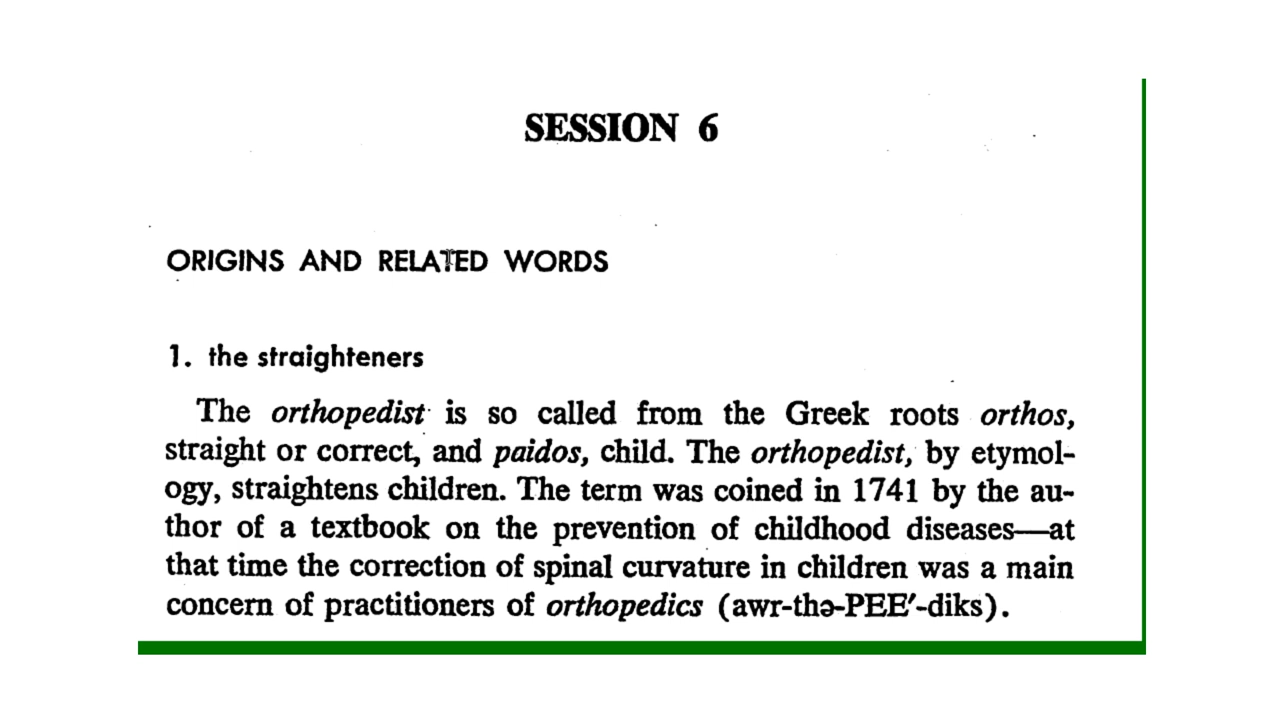 SESSION 6
ORIGINS AND RELATED WORDS
1. the straighteners
The orthopedist is so called from the Greek roots orthos,
straight or correct, and paidos, child. The orthopedist, by etymol-
ogy, straightens children. The term was coined in 1741 by the au-
thor of a textbook on the prevention of childhood diseases—at
that time the correction of spinal curvature in children was a main
concern of practitioners of orthopedics (awr-thə-PEE′-diks).